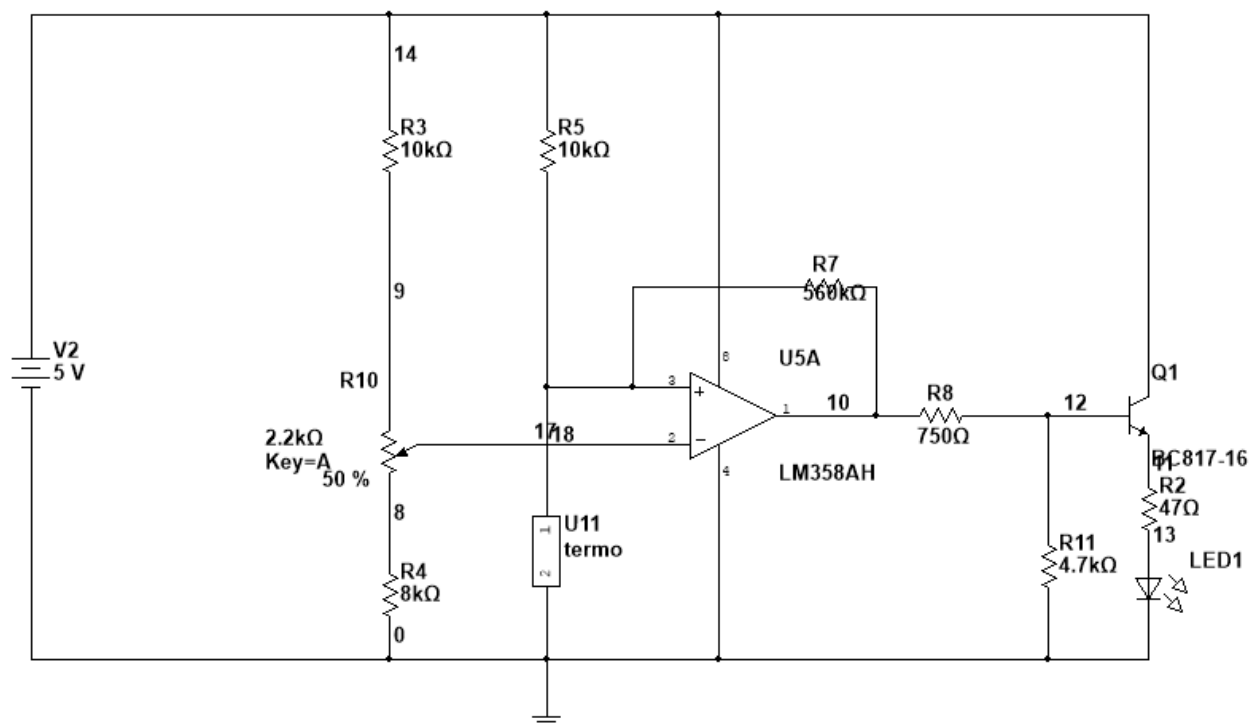 14
R3
10kΩ
R5
10kΩ
9
R7
560kΩ
V2
5 V
R10
2.2kΩ
Key=A
50 %
8
U5A
3
+
2
−
1
4
LM358AH
17
18
10
R8
750Ω
12
Q1
BC817-16
11
R2
47Ω
13
LED1
8
R4
8kΩ
0
1
U11
termo
2
R11
4.7kΩ